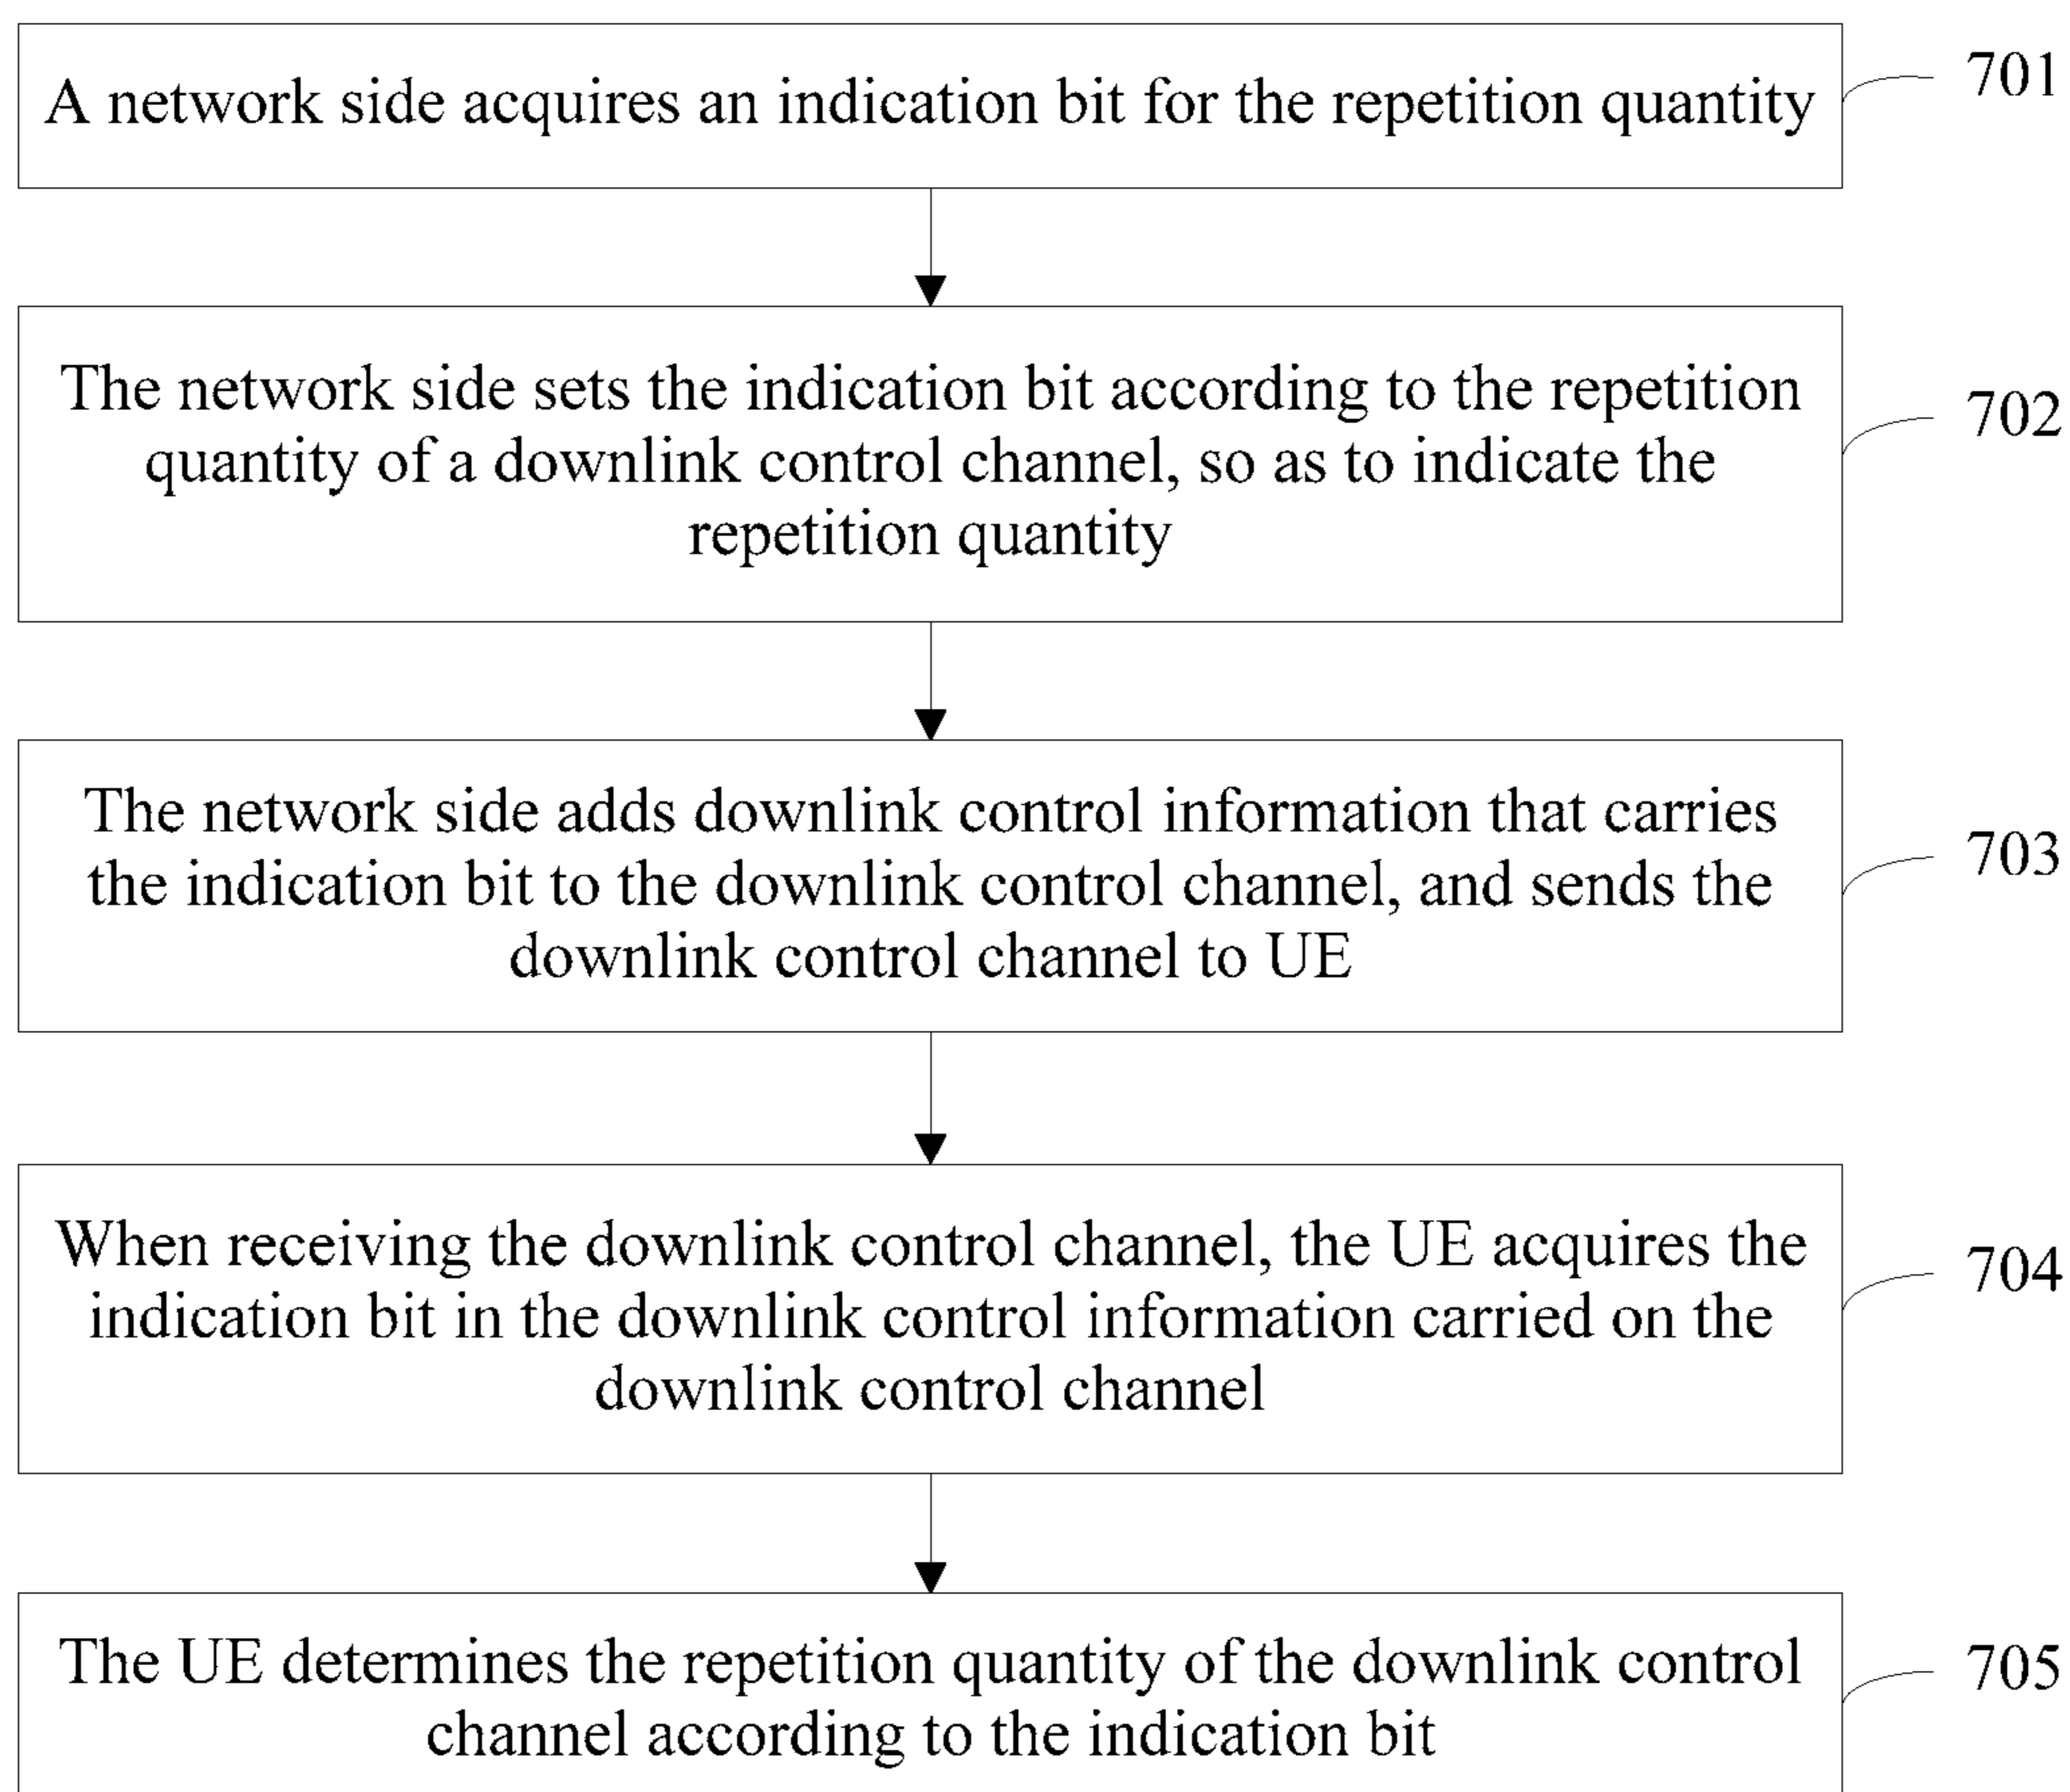 A network side acquires an indication bit for the repetition quantity
701
The network side sets the indication bit according to the repetition
quantity of a downlink control channel, so as to indicate the
repetition quantity
702
The network side adds downlink control information that carries
the indication bit to the downlink control channel, and sends the
downlink control channel to UE
703
When receiving the downlink control channel, the UE acquires the
indication bit in the downlink control information carried on the
downlink control channel
704
The UE determines the repetition quantity of the downlink control
channel according to the indication bit
705